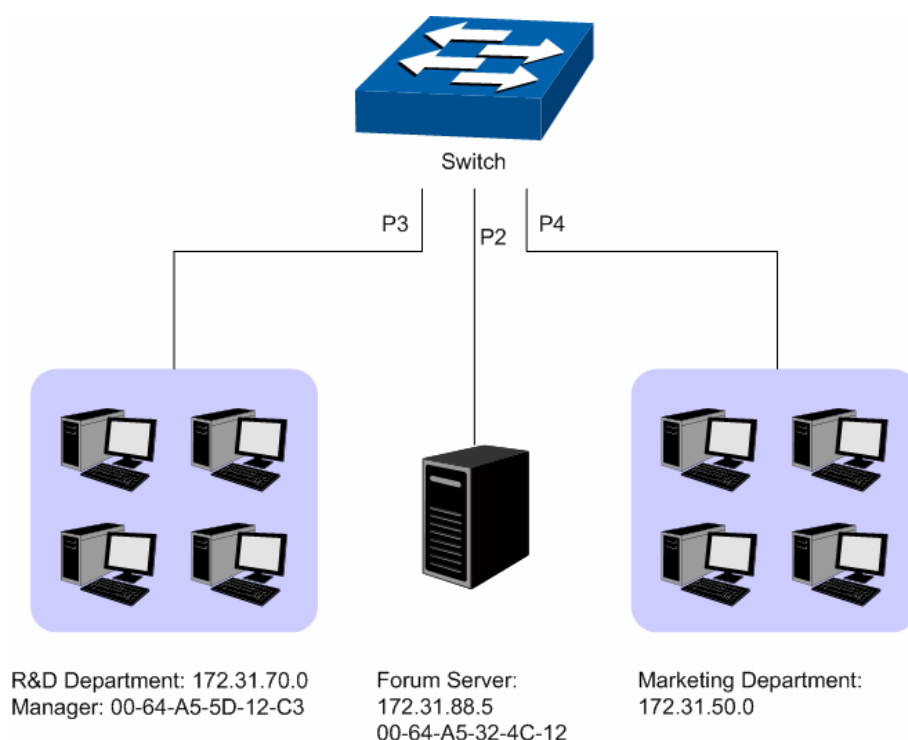 Switch
P3
P2
P4
R&D Department: 172.31.70.0
Manager: 00-64-A5-5D-12-C3
Forum Server:
172.31.88.5
00-64-A5-32-4C-12
Marketing Department:
172.31.50.0